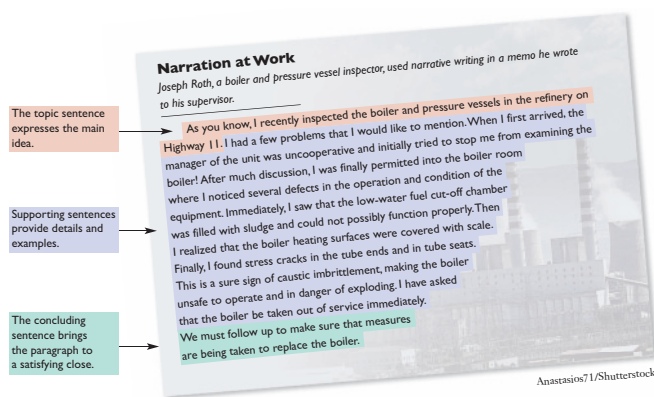 Narration at Work
Joseph Roth, a boiler and pressure vessel inspector, used narrative writing in a memo he wrote
to his supervisor.
The topic sentence
expresses the main
idea.
As you know, I recently inspected the boiler and pressure vessels in the refinery on
Highway 11. I had a few problems that I would like to mention. When I first arrived, the
manager of the unit was uncooperative and initially tried to stop me from examining the
boiler! After much discussion, I was finally permitted into the boiler room
where I noticed several defects in the operation and condition of the
equipment. Immediately, I saw that the low-water fuel cut-off chamber
was filled with sludge and could not possibly function properly. Then
I realized that the boiler heating surfaces were covered with scale.
Finally, I found stress cracks in the tube ends and in tube seats.
This is a sure sign of caustic imbrittlement, making the boiler
unsafe to operate and in danger of exploding. I have asked
that the boiler be taken out of service immediately.
Supporting sentences
provide details and
examples.
We must follow up to make sure that measures
are being taken to replace the boiler.
The concluding
sentence brings
the paragraph to
a satisfying close.
Anastasios71/Shutterstock